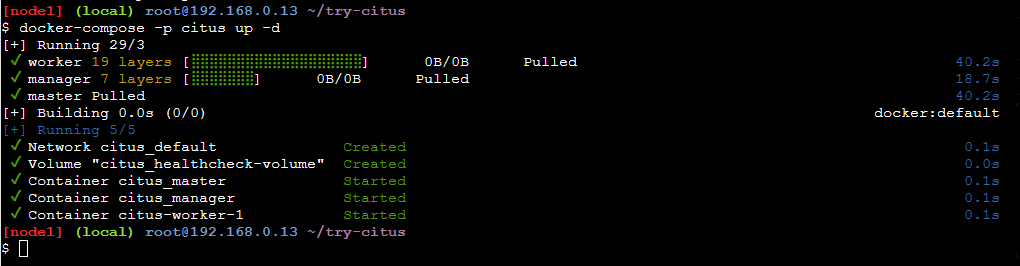 [node1] (local) root@192.168.0.13 ~/try-citus
$ docker-compose -p citus up -d
[+] Running 29/3
✔ worker 19 layers [⣿⣿⣿⣿⣿⣿⣿⣿⣿⣿⣿⣿⣿⣿⣿⣿⣿⣿⣿] 0B/0B Pulled 40.2s
✔ manager 7 layers [⣿⣿⣿⣿⣿⣿⣿] 0B/0B Pulled 18.7s
✔ master Pulled 40.2s
[+] Building 0.0s (0/0) docker:default
[+] Running 5/5
✔ Network citus_default Created 0.1s
✔ Volume "citus_healthcheck-volume" Created 0.0s
✔ Container citus_master Started 0.1s
✔ Container citus_manager Started 0.1s
✔ Container citus-worker-1 Started 0.1s
[node1] (local) root@192.168.0.13 ~/try-citus
$